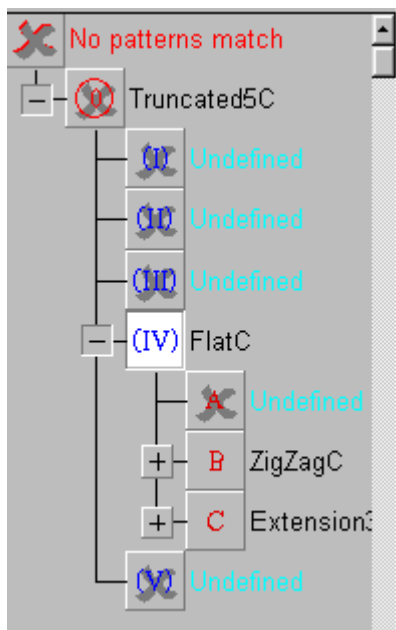 No patterns match
0 Truncated5C
(I) Undefined
(II) Undefined
(III) Undefined
(IV) FlatC
A Undefined
B ZigZagC
C Extension3
(V) Undefined